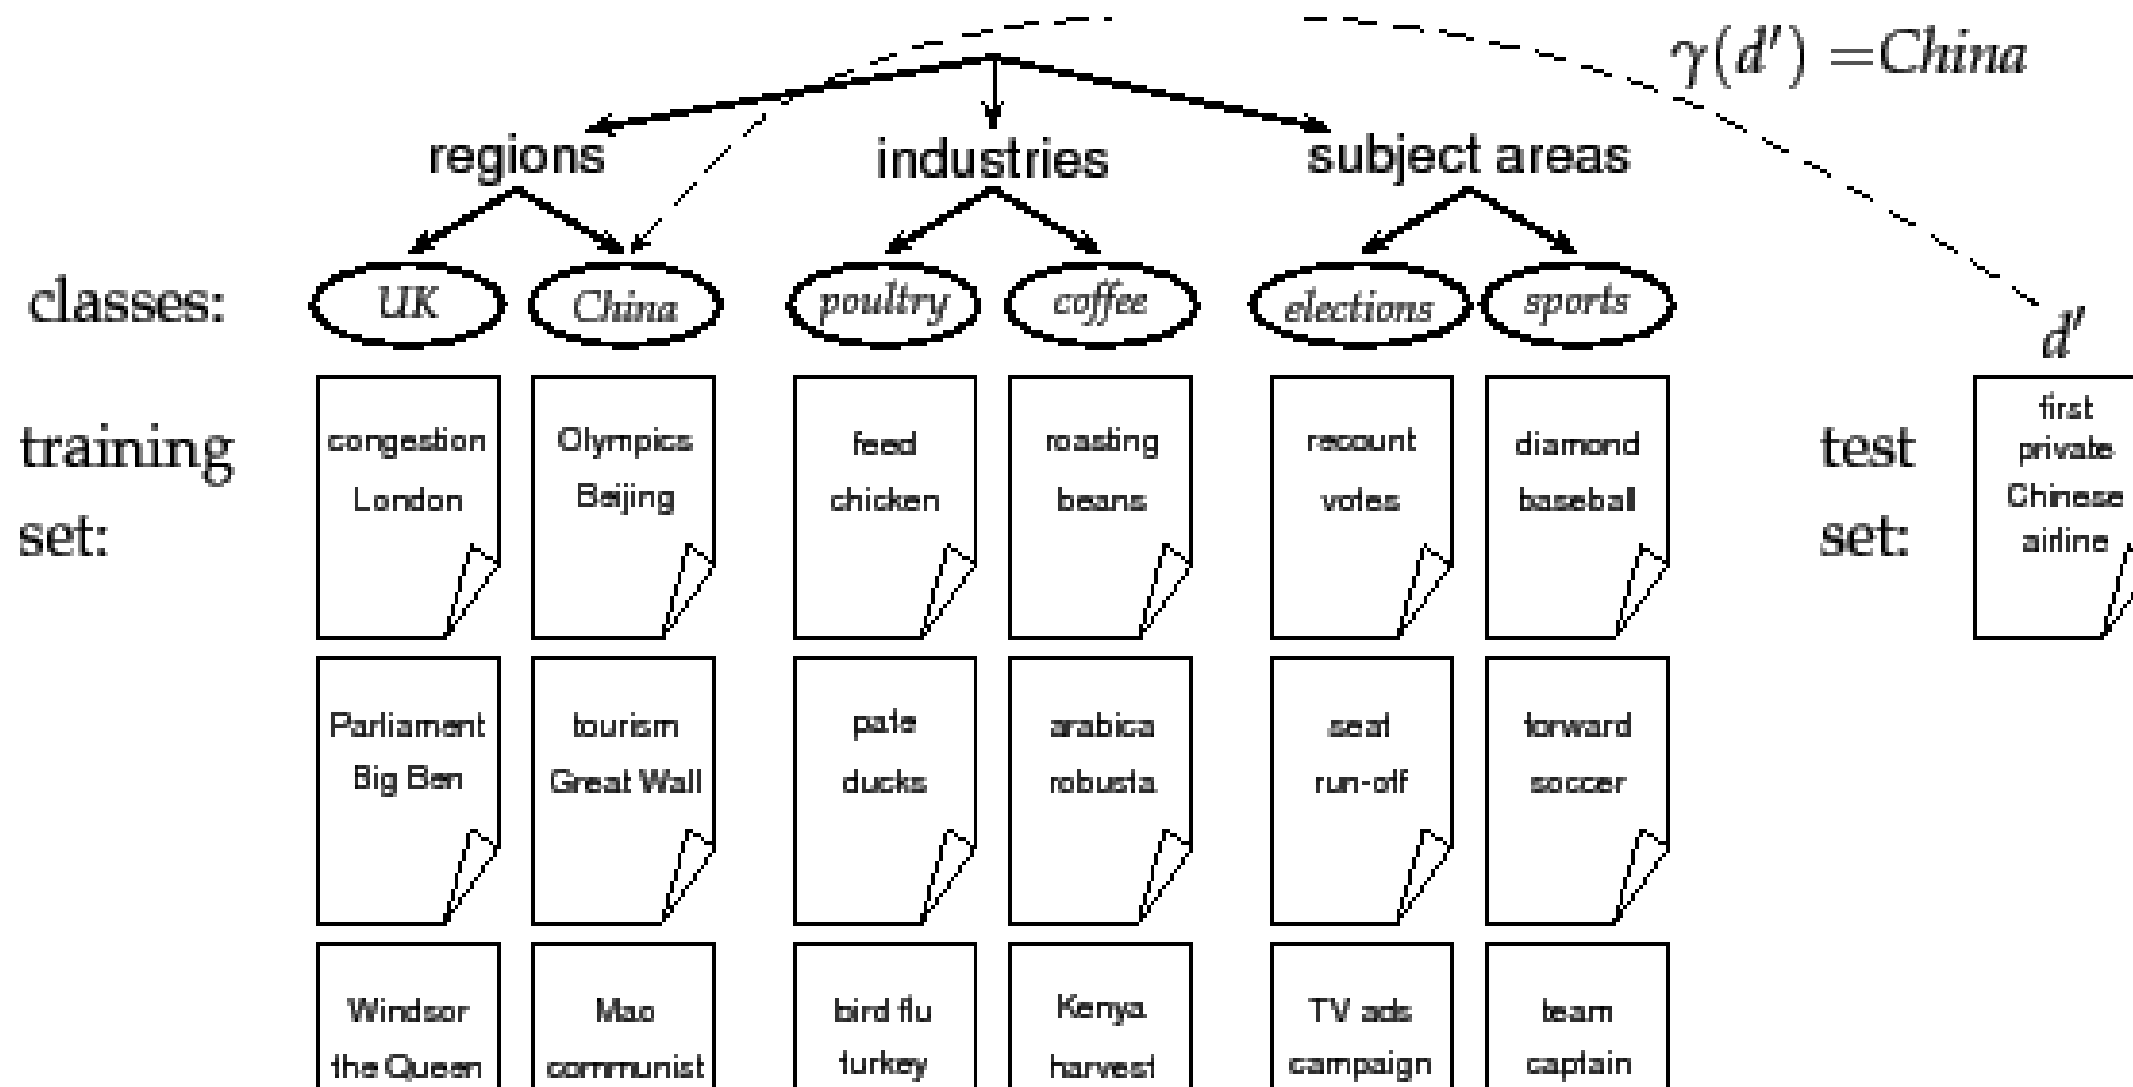 γ(d′) =China
regions industries subject areas
classes: UK China poultry coffee elections sports
d′
training set:
congestion
London
Olympics
Beijing
feed
chicken
roasting
beans
recount
votes
diamond
baseball
test set:
first
private
Chinese
airline
Parliament
Big Ben
tourism
Great Wall
pate
ducks
arabica
robusta
seat
run-off
forward
soccer
Windsor
the Queen
Mao
communist
bird flu
turkey
Kenya
harvest
TV ads
campaign
team
captain